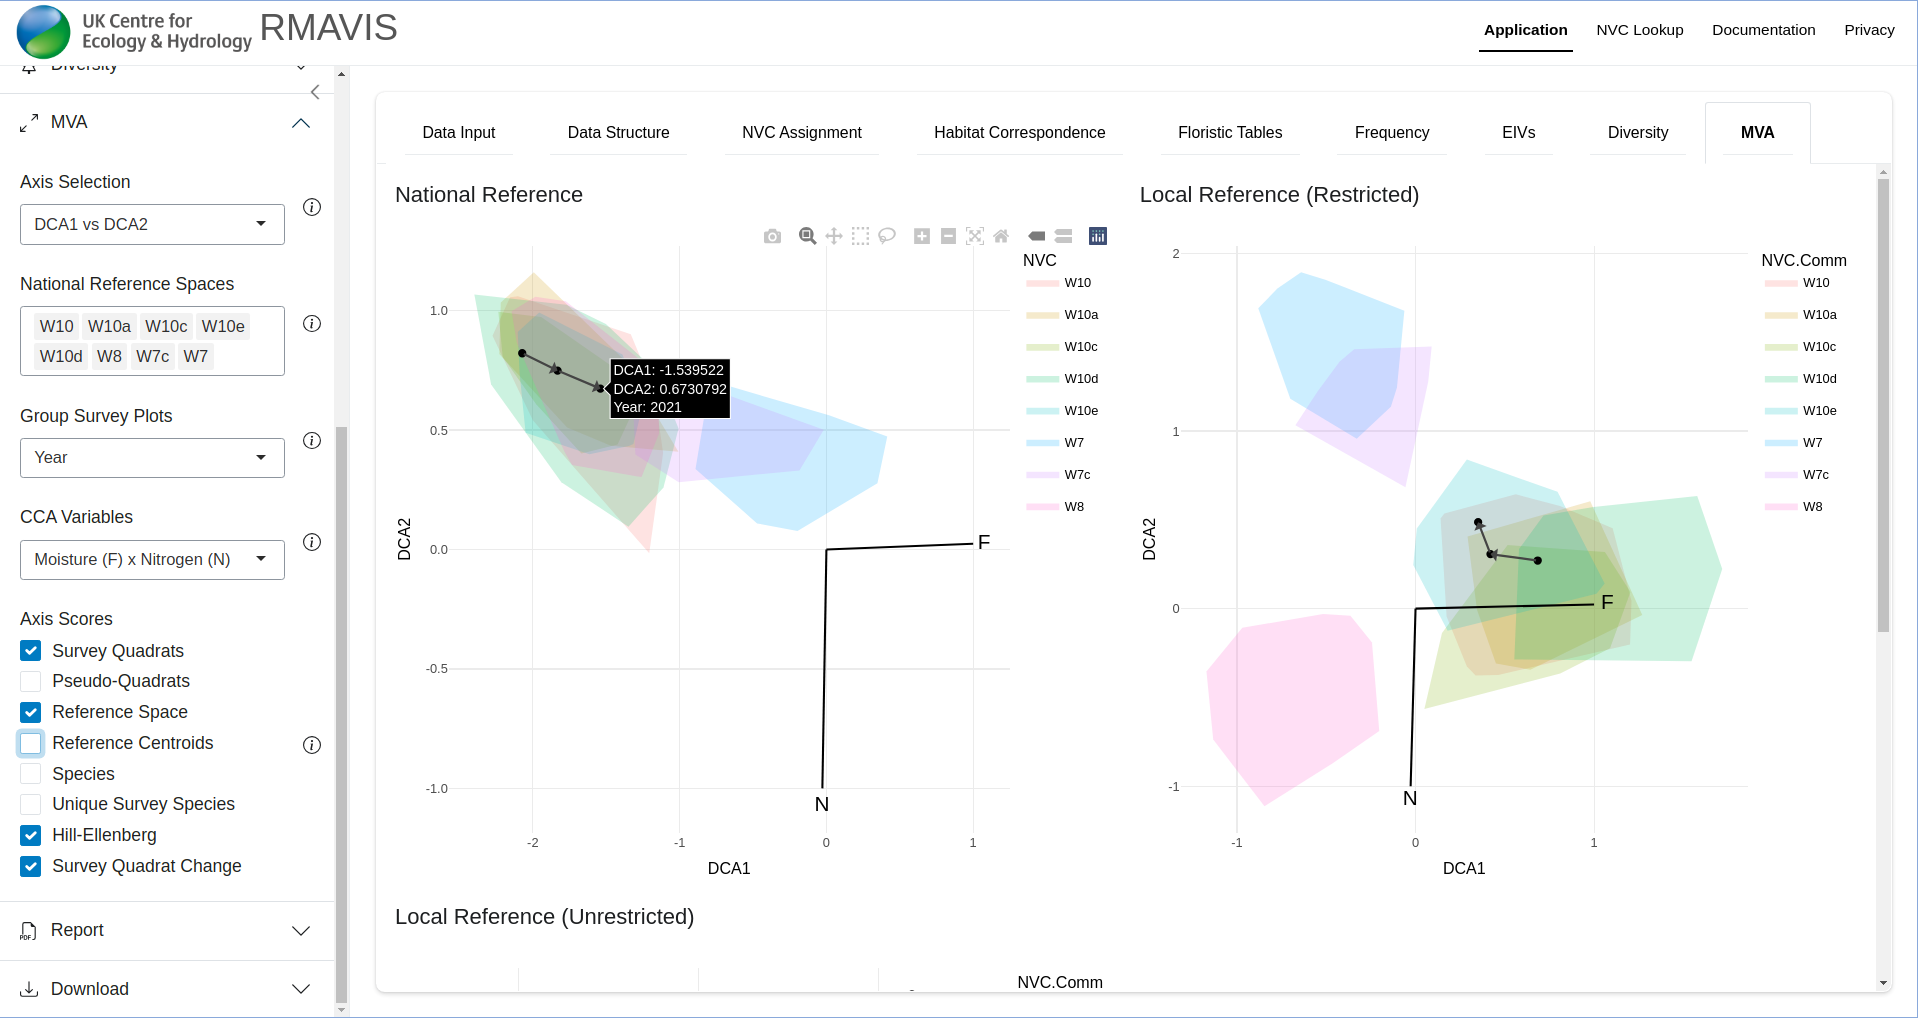 UK Centre for
Ecology & Hydrology
RMAVIS
Application
NVC Lookup
Documentation
Privacy
Diversity
MVA
Axis Selection
DCA1 vs DCA2
National Reference Spaces
W10 W10a W10c W10e
W10d W8 W7c W7
Group Survey Plots
Year
CCA Variables
Moisture (F) x Nitrogen (N)
Axis Scores
Survey Quadrats
Pseudo-Quadrats
Reference Space
Reference Centroids
Species
Unique Survey Species
Hill-Ellenberg
Survey Quadrat Change
Report
PDF
Download
Data Input
Data Structure
NVC Assignment
Habitat Correspondence
Floristic Tables
Frequency
EIVs
Diversity
MVA
National Reference
NVC
W10
W10a
W10c
W10d
W10e
W7
W7c
W8
DCA1: -1.539522
DCA2: 0.6730792
Year: 2021
1.0
0.5
0.0
-0.5
-1.0
DCA2
F
N
-2
-1
0
1
DCA1
Local Reference (Restricted)
NVC.Comm
W10
W10a
W10c
W10d
W10e
W7
W7c
W8
2
1
0
-1
DCA2
F
N
-1
0
1
DCA1
Local Reference (Unrestricted)
NVC.Comm